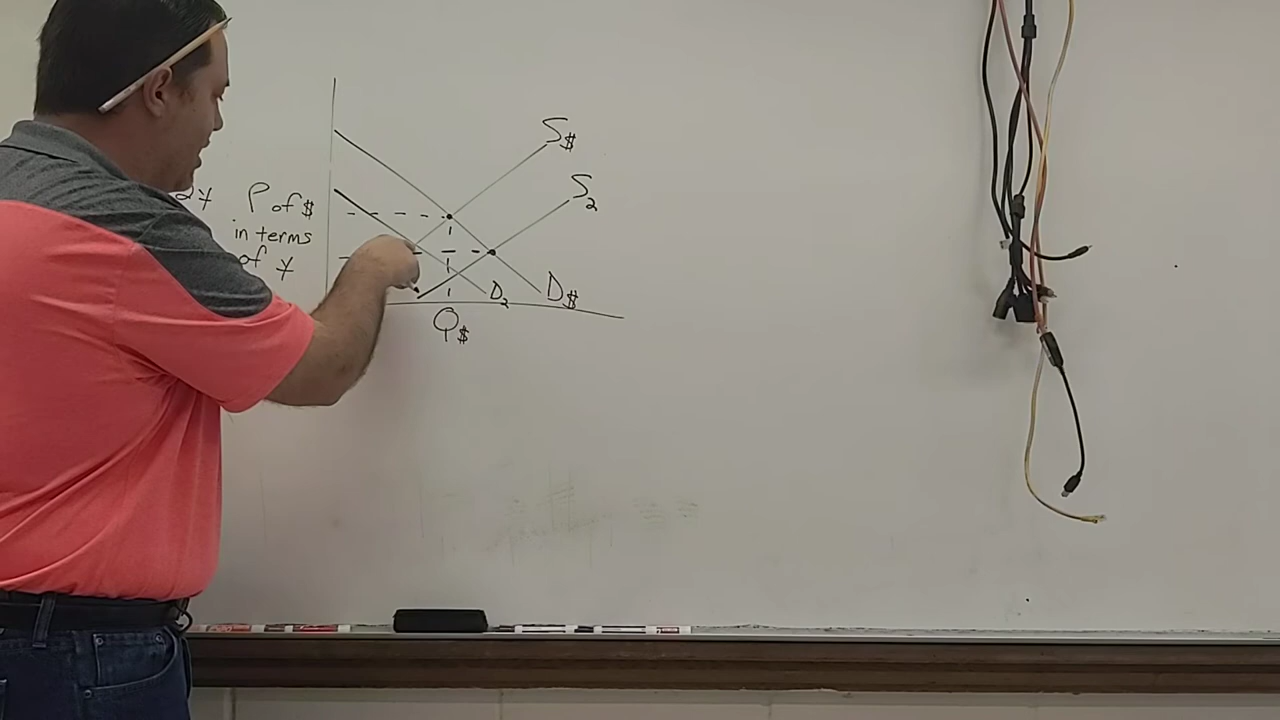 S$
S2
P of $
in terms
of ¥
D2
D$
Q$